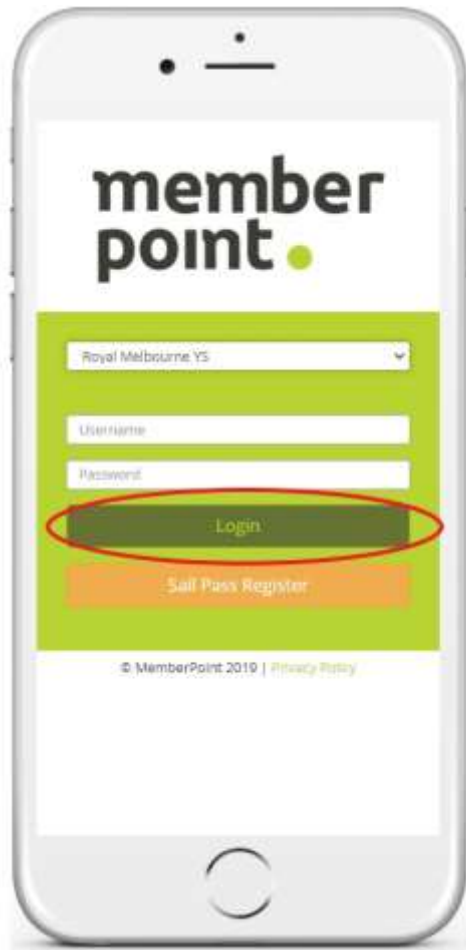 member
point.
Royal Melbourne YS
Username
Password
Login
Sail Pass Register
© MemberPoint 2019 | Privacy Policy